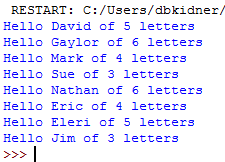 RESTART: C:/Users/dbkidner/
Hello David of 5 letters
Hello Gaylor of 6 letters
Hello Mark of 4 letters
Hello Sue of 3 letters
Hello Nathan of 6 letters
Hello Eric of 4 letters
Hello Eleri of 5 letters
Hello Jim of 3 letters
>>>